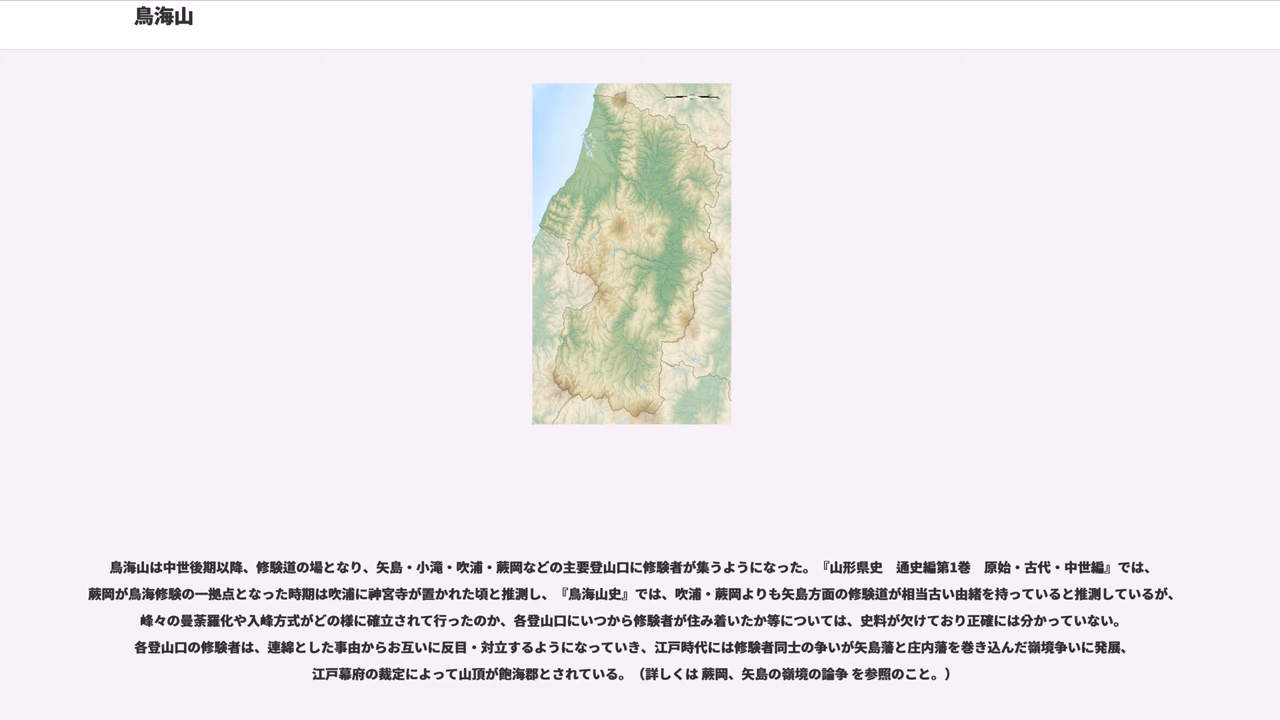 鳥海山
鳥海山は中世後期以降、修験道の場となり、矢島・小滝・吹浦・蕨岡などの主要登山口に修験者が集うようになった。『山形県史　通史編第1巻　原始・古代・中世編』では、
蕨岡が鳥海修験の一拠点となった時期は吹浦に神宮寺が置かれた頃と推測し、『鳥海山史』では、吹浦・蕨岡よりも矢島方面の修験道が相当古い由緒を持っていると推測しているが、
峰々の曼荼羅化や入峰方式がどの様に確立されて行ったのか、各登山口にいつから修験者が住み着いたか等については、史料が欠けており正確には分かっていない。
各登山口の修験者は、連綿とした事由からお互いに反目・対立するようになっていき、江戸時代には修験者同士の争いが矢島藩と庄内藩を巻き込んだ嶺境争いに発展、
江戸幕府の裁定によって山頂が飽海郡とされている。（詳しくは 蕨岡、矢島の嶺境の論争 を参照のこと。）